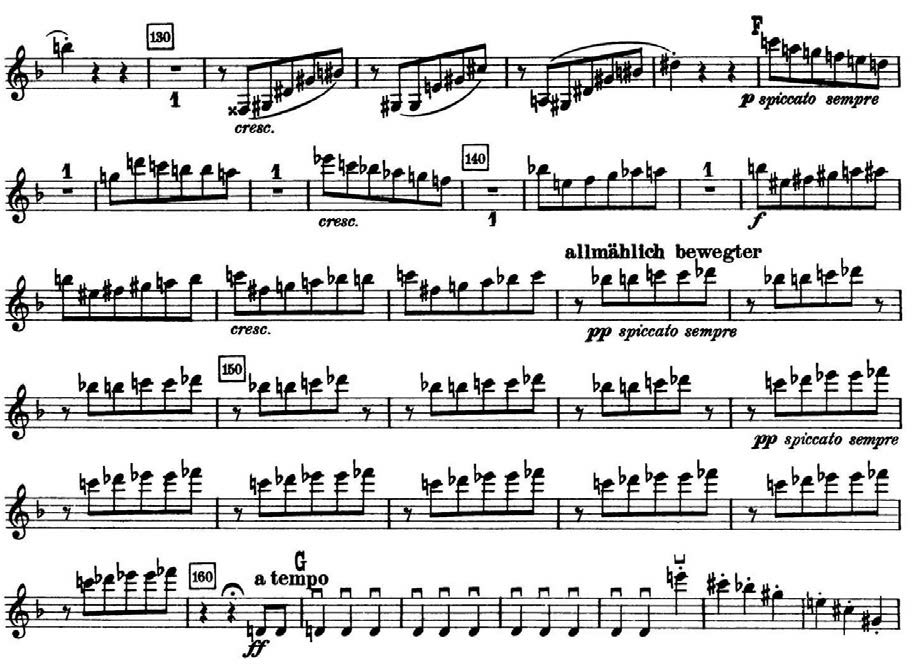 130 F
1
cresc. p spiccato sempre
1 1 140 1
cresc. 1 f
allmählich bewegter
cresc. pp spiccato sempre
150
pp spiccato sempre
160 a tempo G
ff